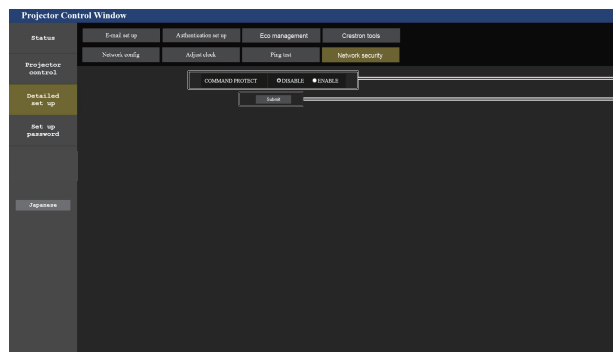 Projector Control Window
Status
E-mail set up
Authentication set up
Eco management
Crestron tools
Network config
Adjust clock
Ping test
Network security
Projector
control
COMMAND PROTECT
DISABLE
ENABLE
Submit
Detailed
set up
Set up
password
Japanese